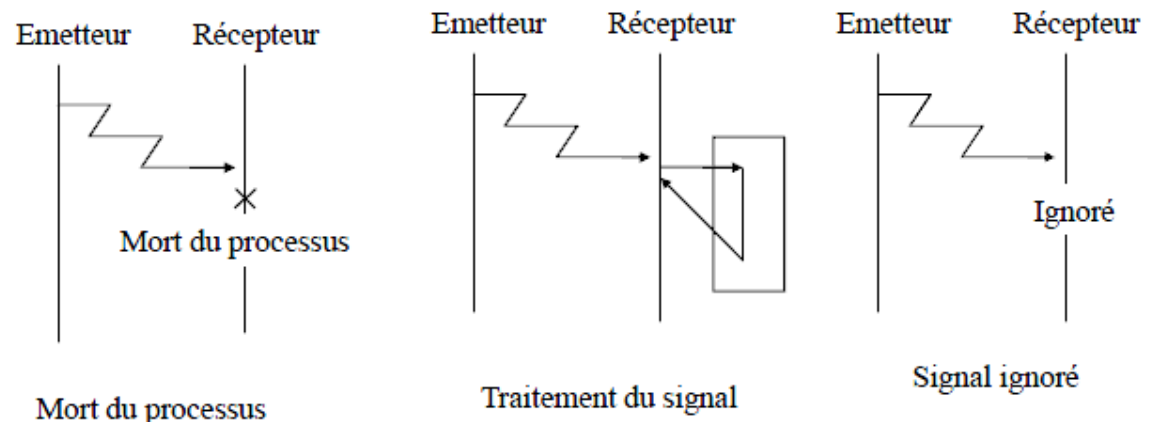 Emetteur Récepteur
Mort du processus
Mort du processus
Emetteur Récepteur
Traitement du signal
Emetteur Récepteur
Ignoré
Signal ignoré